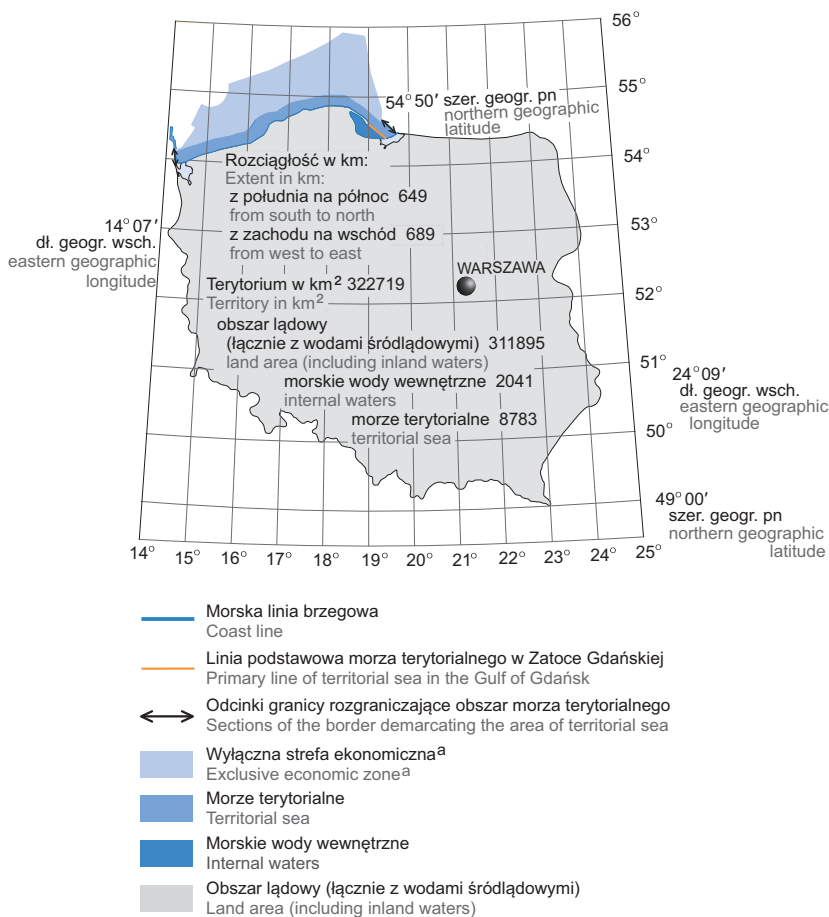 56°
55°
54° 50′ szer. geogr. pn
northern geographic
latitude
54°
Rozciągłość w km:
Extent in km:
z południa na północ 649
from south to north
z zachodu na wschód 689
from west to east
14° 07′
dł. geogr. wsch.
eastern geographic
longitude
53°
WARSZAWA
Terytorium w km² 322719
Territory in km²
52°
obszar lądowy
(łącznie z wodami śródlądowymi) 311895
land area (including inland waters)
51°
morskie wody wewnętrzne 2041
internal waters
24° 09′
dł. geogr. wsch.
eastern geographic
longitude
morze terytorialne 8783
territorial sea
50°
49° 00′
szer. geogr. pn
northern geographic
latitude
14° 15° 16° 17° 18° 19° 20° 21° 22° 23° 24° 25°
Morska linia brzegowa
Coast line
Linia podstawowa morza terytorialnego w Zatoce Gdańskiej
Primary line of territorial sea in the Gulf of Gdańsk
Odcinki granicy rozgraniczające obszar morza terytorialnego
Sections of the border demarcating the area of territorial sea
Wyłączna strefa ekonomiczna a
Exclusive economic zone a
Morze terytorialne
Territorial sea
Morskie wody wewnętrzne
Internal waters
Obszar lądowy (łącznie z wodami śródlądowymi)
Land area (including inland waters)